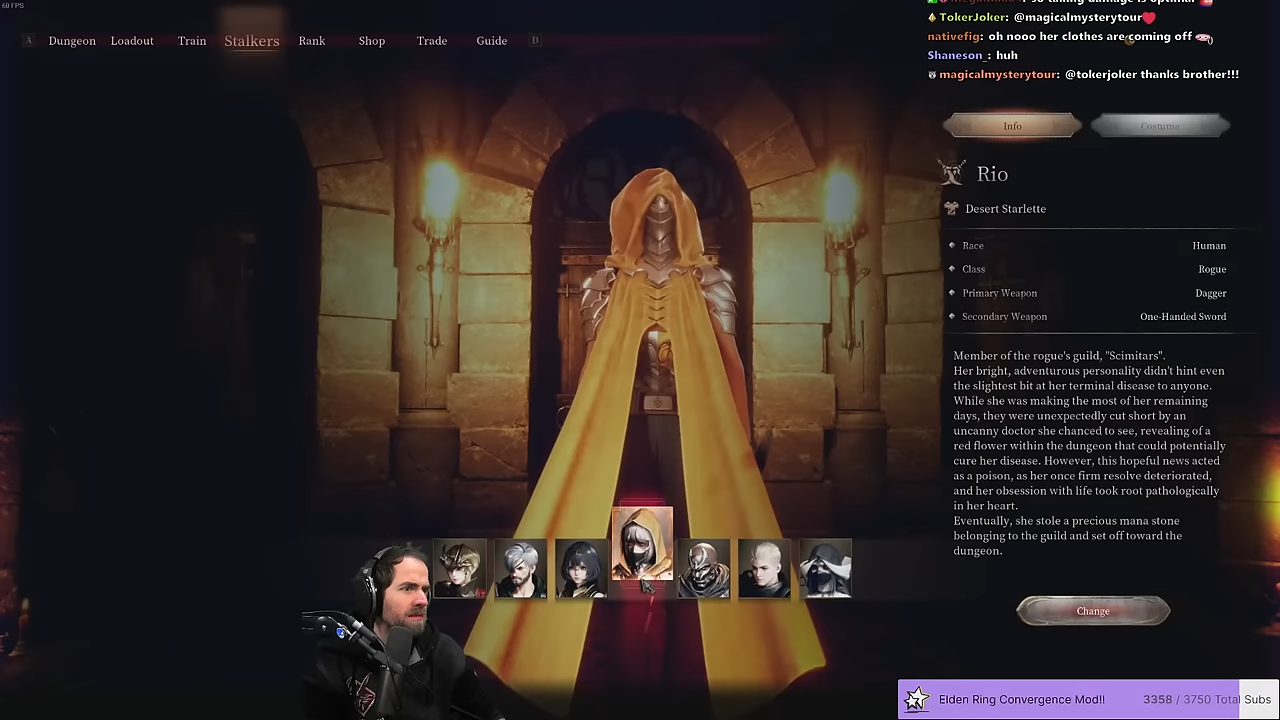 60 FPS
A Dungeon Loadout Train Stalkers Rank Shop Trade Guide D
TokerJoker: @magicalmysterytour
nativefig: oh nooo her clothes are coming off
Shaneson_: huh
magicalmysterytour: @tokerjoker thanks brother!!!
Info Costume
Rio
Desert Starlette
Race Human
Class Rogue
Primary Weapon Dagger
Secondary Weapon One-Handed Sword
Member of the rogue's guild, "Scimitars".
Her bright, adventurous personality didn't hint even
the slightest bit at her terminal disease to anyone.
While she was making the most of her remaining
days, they were unexpectedly cut short by an
uncanny doctor she chanced to see, revealing of a
red flower within the dungeon that could potentially
cure her disease. However, this hopeful news acted
as a poison, as her once firm resolve deteriorated,
and her obsession with life took root pathologically
in her heart.
Eventually, she stole a precious mana stone
belonging to the guild and set off toward the
dungeon.
Change
Elden Ring Convergence Mod!! 3358 / 3750 Total Subs